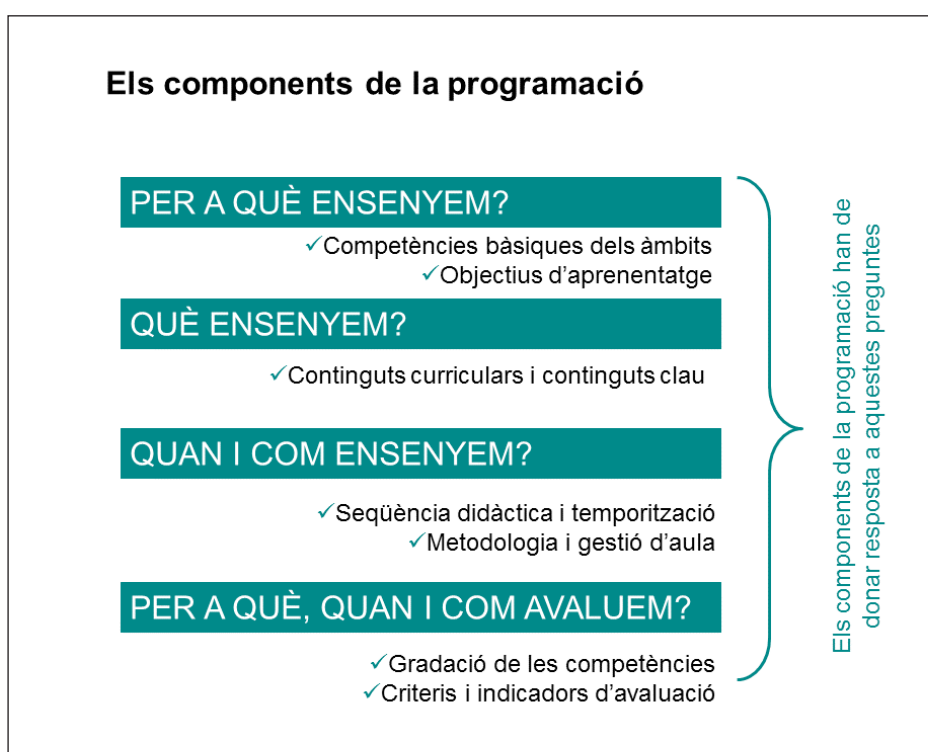 Els components de la programació
PER A QUÈ ENSENYEM?
✓Competències bàsiques dels àmbits
✓Objectius d’aprenentatge
QUÈ ENSENYEM?
✓Continguts curriculars i continguts clau
QUAN I COM ENSENYEM?
✓Seqüència didàctica i temporització
✓Metodologia i gestió d’aula
PER A QUÈ, QUAN I COM AVALUEM?
✓Gradació de les competències
✓Criteris i indicadors d’avaluació
Els components de la programació han de
donar resposta a aquestes preguntes